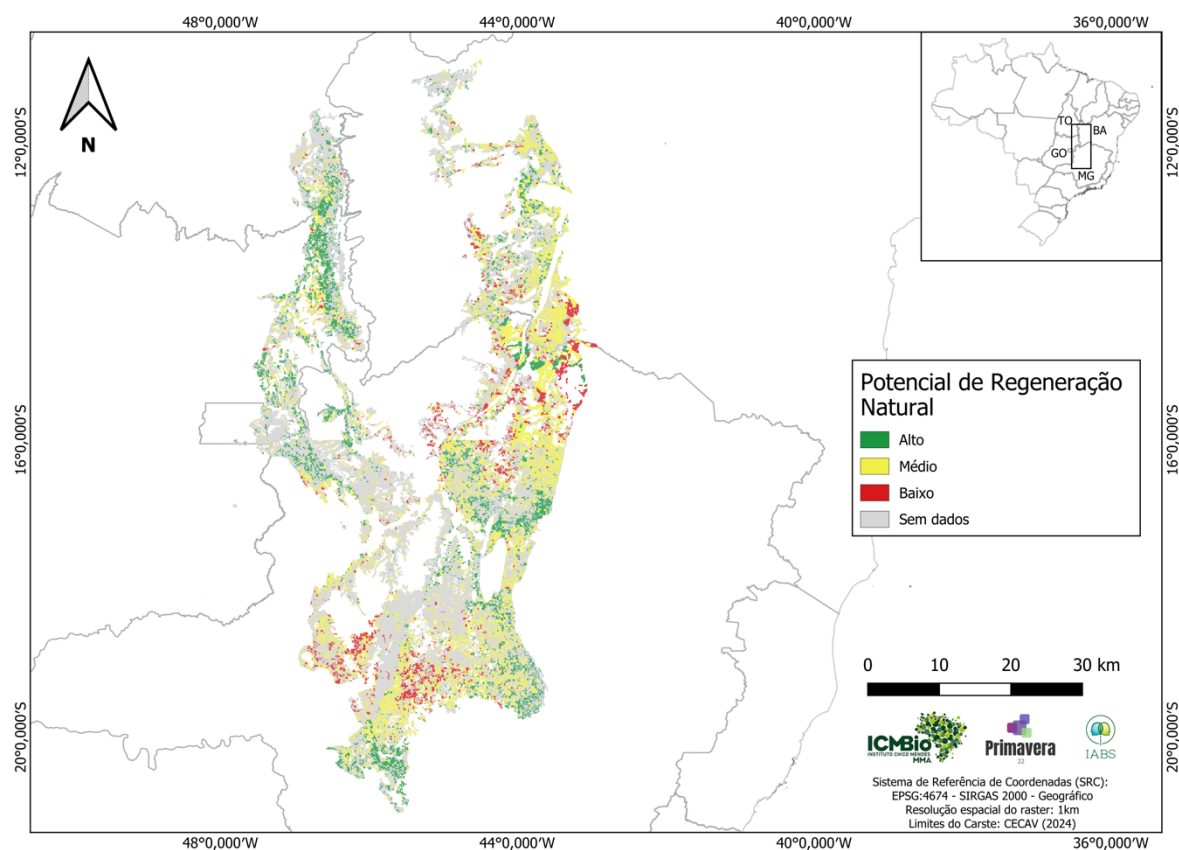 48°0,000'W 44°0,000'W 40°0,000'W 36°0,000'W
12°0,000'S
16°0,000'S
20°0,000'S
N
TO
BA
GO
MG
12°0,000'S
16°0,000'S
20°0,000'S
Potencial de Regeneração
Natural
Alto
Médio
Baixo
Sem dados
0 10 20 30 km
ICMBio
INSTITUTO CHICO MENDES
MMA
Primavera
22
IABS
Sistema de Referência de Coordenadas (SRC):
EPSG:4674 - SIRGAS 2000 - Geográfico
Resolução espacial do raster: 1km
Limites do Carste: CECAV (2024)
48°0,000'W 44°0,000'W 40°0,000'W 36°0,000'W